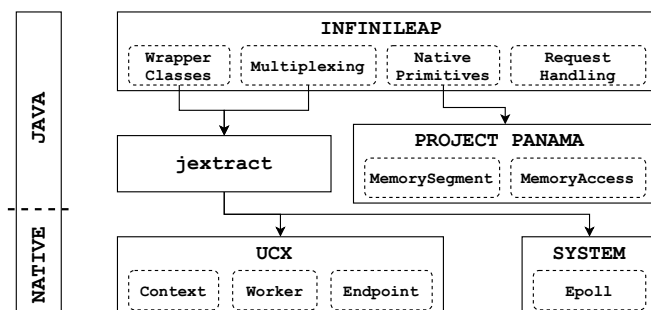 INFINILEAP
Wrapper
Classes
Multiplexing
Native
Primitives
Request
Handling
JAVA
jextract
PROJECT PANAMA
MemorySegment
MemoryAccess
NATIVE
UCX
Context
Worker
Endpoint
SYSTEM
Epoll